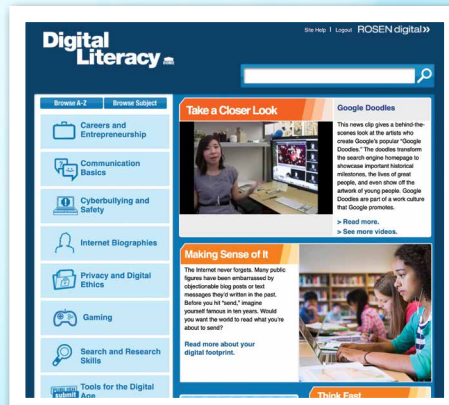 Digital
Literacy
Site Help | Logout ROSEN digital»
Browse A-Z Browse Subject
Careers and
Entrepreneurship
Communication
Basics
Cyberbullying and
Safety
Internet Biographies
Privacy and Digital
Ethics
Gaming
Search and Research
Skills
Tools for the Digital
Age
submit
Take a Closer Look
Google Doodles
This news clip gives a behind-the-
scenes look at the artists who
create Google's popular "Google
Doodles." The doodles transform
the search engine homepage to
showcase important historical
milestones, the lives of great
people, and even show off the
artwork of young people. Google
Doodles are part of a work culture
that Google promotes.
> Read more.
> See more videos.
Making Sense of It
The Internet never forgets. Many public
figures have been embarrassed by
objectionable blog posts or text
messages they'd written in the past.
Before you hit "send," imagine
yourself famous in ten years. Would
you want the world to read what you're
about to send?
Read more about your
digital footprint.
Think Fast